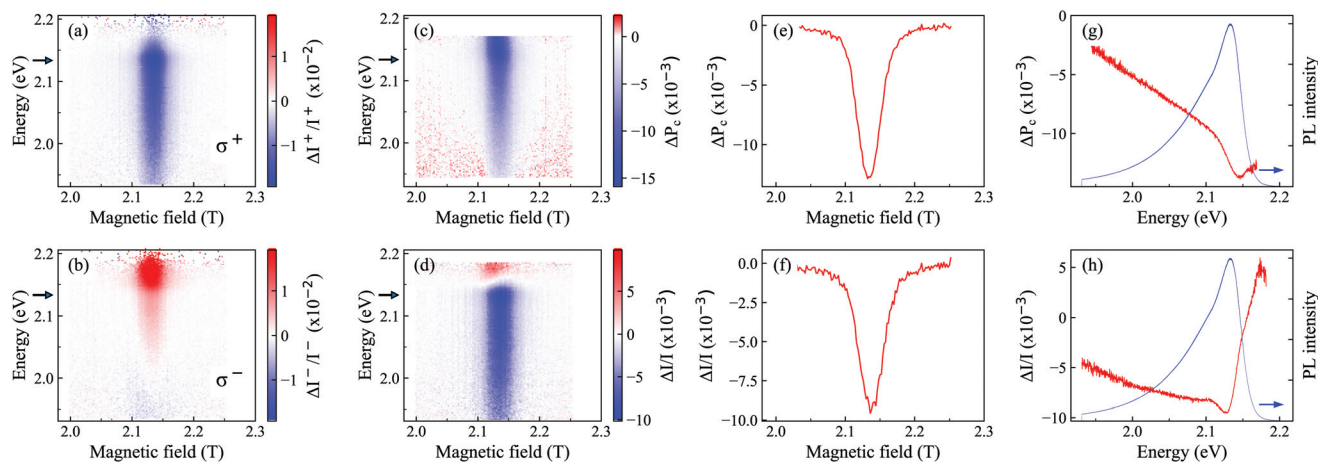 (a)
2.2
2.1
2.0
Energy (eV)
σ⁺
2.0 2.1 2.2 2.3
Magnetic field (T)
1
0
−1
ΔI⁺/I⁺ (x10⁻²)
(c)
2.2
2.1
2.0
Energy (eV)
2.0 2.1 2.2 2.3
Magnetic field (T)
0
−5
−10
−15
ΔP_c (x10⁻³)
(e)
0
−5
−10
ΔP_c (x10⁻³)
2.0 2.1 2.2 2.3
Magnetic field (T)
(g)
0
−5
−10
ΔP_c (x10⁻³)
2.0 2.1 2.2
Energy (eV)
PL intensity
(b)
2.2
2.1
2.0
Energy (eV)
σ⁻
2.0 2.1 2.2 2.3
Magnetic field (T)
1
0
−1
ΔI⁻/I⁻ (x10⁻²)
(d)
2.2
2.1
2.0
Energy (eV)
2.0 2.1 2.2 2.3
Magnetic field (T)
5
0
−5
−10
ΔI/I (x10⁻³)
(f)
0.0
−2.5
−5.0
−7.5
−10.0
ΔI/I (x10⁻³)
2.0 2.1 2.2 2.3
Magnetic field (T)
(h)
5
0
−5
−10
ΔI/I (x10⁻³)
2.0 2.1 2.2
Energy (eV)
PL intensity